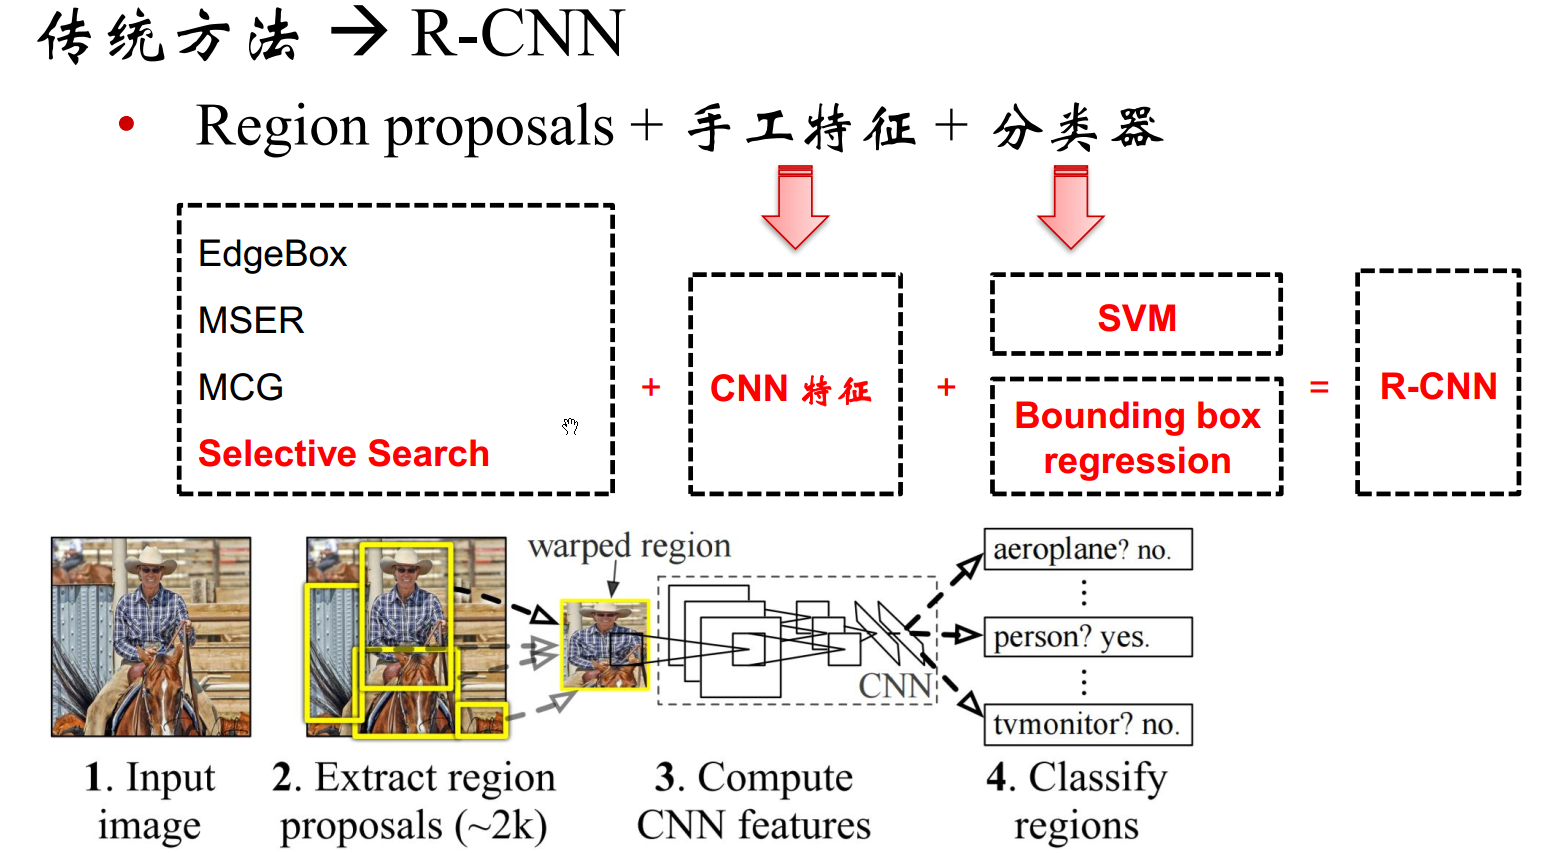 传统方法 → R-CNN
• Region proposals + 手工特征 + 分类器
EdgeBox
MSER
MCG
Selective Search
+
CNN 特征
+
SVM
Bounding box
regression
=
R-CNN
warped region
CNN
aeroplane? no.
⋮
person? yes.
⋮
tvmonitor? no.
1. Input
image
2. Extract region
proposals (~2k)
3. Compute
CNN features
4. Classify
regions